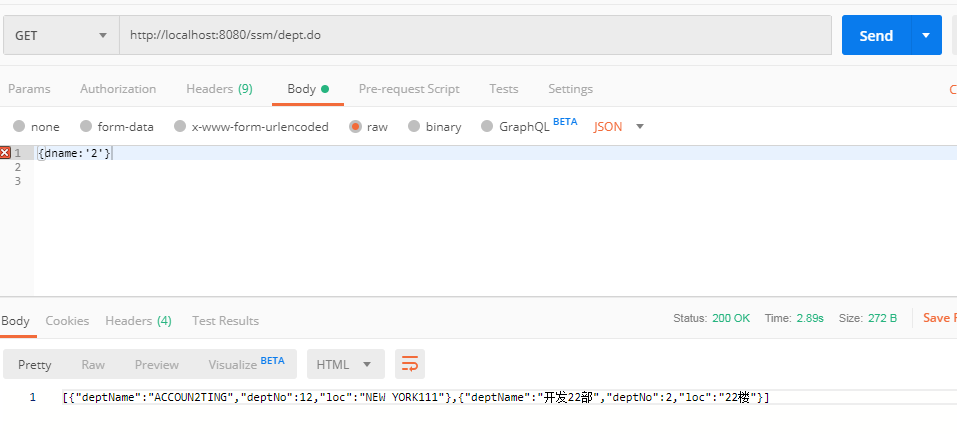 GET http://localhost:8080/ssm/dept.do Send
Params Authorization Headers (9) Body Pre-request Script Tests Settings C
none form-data x-www-form-urlencoded raw binary GraphQL BETA JSON
1 {dname:'2'}
2
3
Body Cookies Headers (4) Test Results Status: 200 OK Time: 2.89s Size: 272 B Save
Pretty Raw Preview Visualize BETA HTML
1 [{"deptName":"ACCOUN2TING","deptNo":12,"loc":"NEW YORK111"},{"deptName":"开发22部","deptNo":2,"loc":"22楼"}]